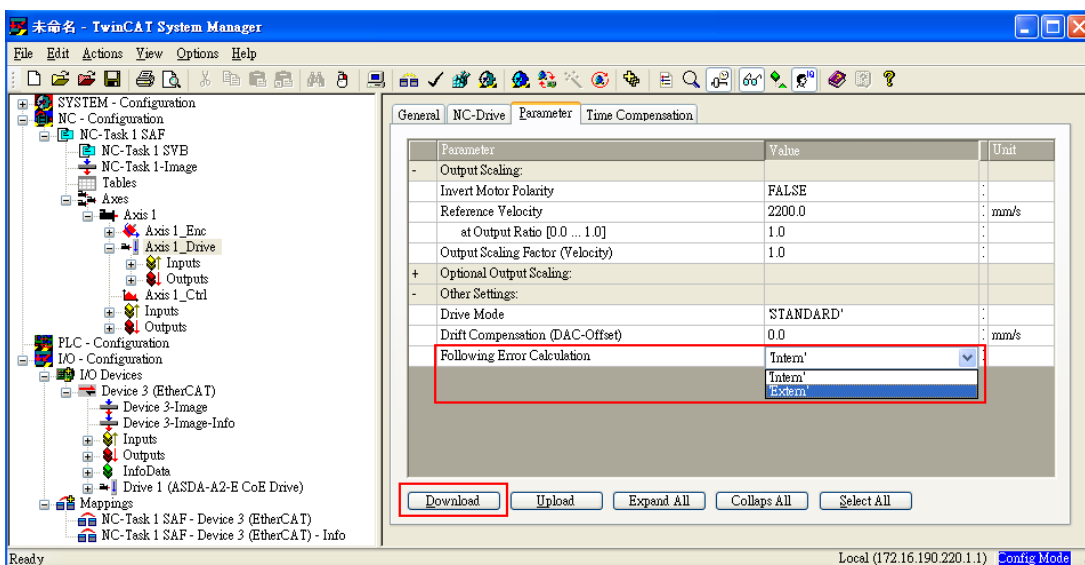 未命名 - TwinCAT System Manager
File Edit Actions View Options Help
SYSTEM - Configuration
NC - Configuration
NC-Task 1 SAF
NC-Task 1 SVB
NC-Task 1-Image
Tables
Axes
Axis 1
Axis 1_Enc
Axis 1_Drive
Inputs
Outputs
Axis 1_Ctrl
Inputs
Outputs
PLC - Configuration
I/O - Configuration
I/O Devices
Device 3 (EtherCAT)
Device 3-Image
Device 3-Image-Info
Inputs
Outputs
InfoData
Drive 1 (ASDA-A2-E CoE Drive)
Mappings
NC-Task 1 SAF - Device 3 (EtherCAT)
NC-Task 1 SAF - Device 3 (EtherCAT) - Info
General NC-Drive Parameter Time Compensation
Parameter Value Unit
- Output Scaling:
Invert Motor Polarity FALSE
Reference Velocity 2200.0 mm/s
at Output Ratio [0.0 ... 1.0] 1.0
Output Scaling Factor (Velocity) 1.0
+ Optional Output Scaling:
- Other Settings:
Drive Mode 'STANDARD'
Drift Compensation (DAC-Offset) 0.0 mm/s
Following Error Calculation 'Intern'
'Intern'
'Extern'
Download Upload Expand All Collaps All Select All
Ready Local (172.16.190.220.1.1) Config Mode